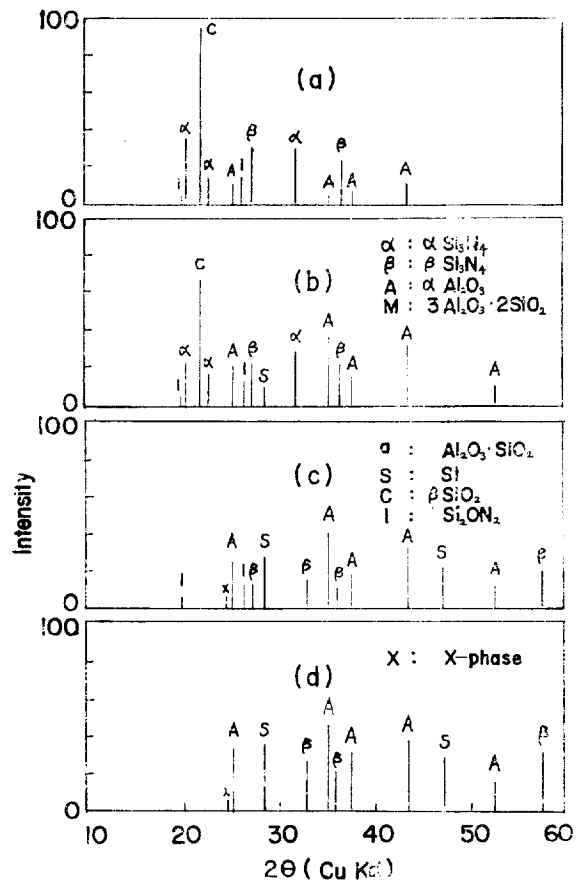 100
C
(a)
α
β
α
β
α
A
I
A
A
A
0
100
C
(b)
α : α Si₃N₄
β : β Si₃N₄
A : α Al₂O₃
M : 3Al₂O₃·2SiO₂
α
α
A
I
β
S
α
A
β
A
A
A
0
100
(c)
a : Al₂O₃·SiO₂
S : Si
C : β SiO₂
I : Si₂ON₂
I
X
A
I
β
S
β
A
β
A
A
S
A
β
0
100
(d)
X : X-phase
X
A
S
β
A
β
A
A
S
A
β
0
10 20 30 40 50 60
2Θ ( Cu Kα )
Intensity